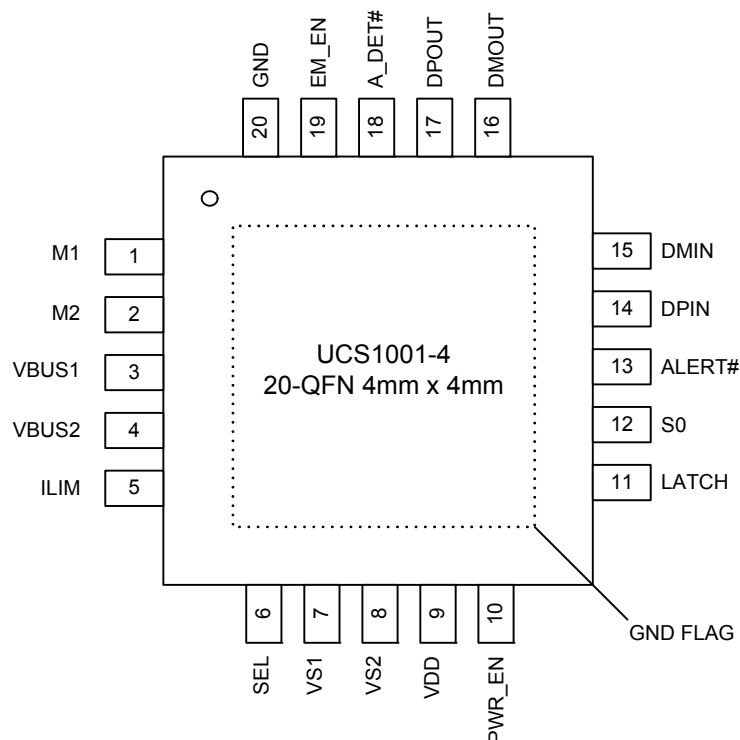 GND
EM_EN
A_DET#
DPOUT
DMOUT
20
19
18
17
16
M1 1
M2 2
VBUS1 3
VBUS2 4
ILIM 5
UCS1001-4
20-QFN 4mm x 4mm
15 DMIN
14 DPIN
13 ALERT#
12 S0
11 LATCH
6
7
8
9
10
SEL
VS1
VS2
VDD
PWR_EN
GND FLAG